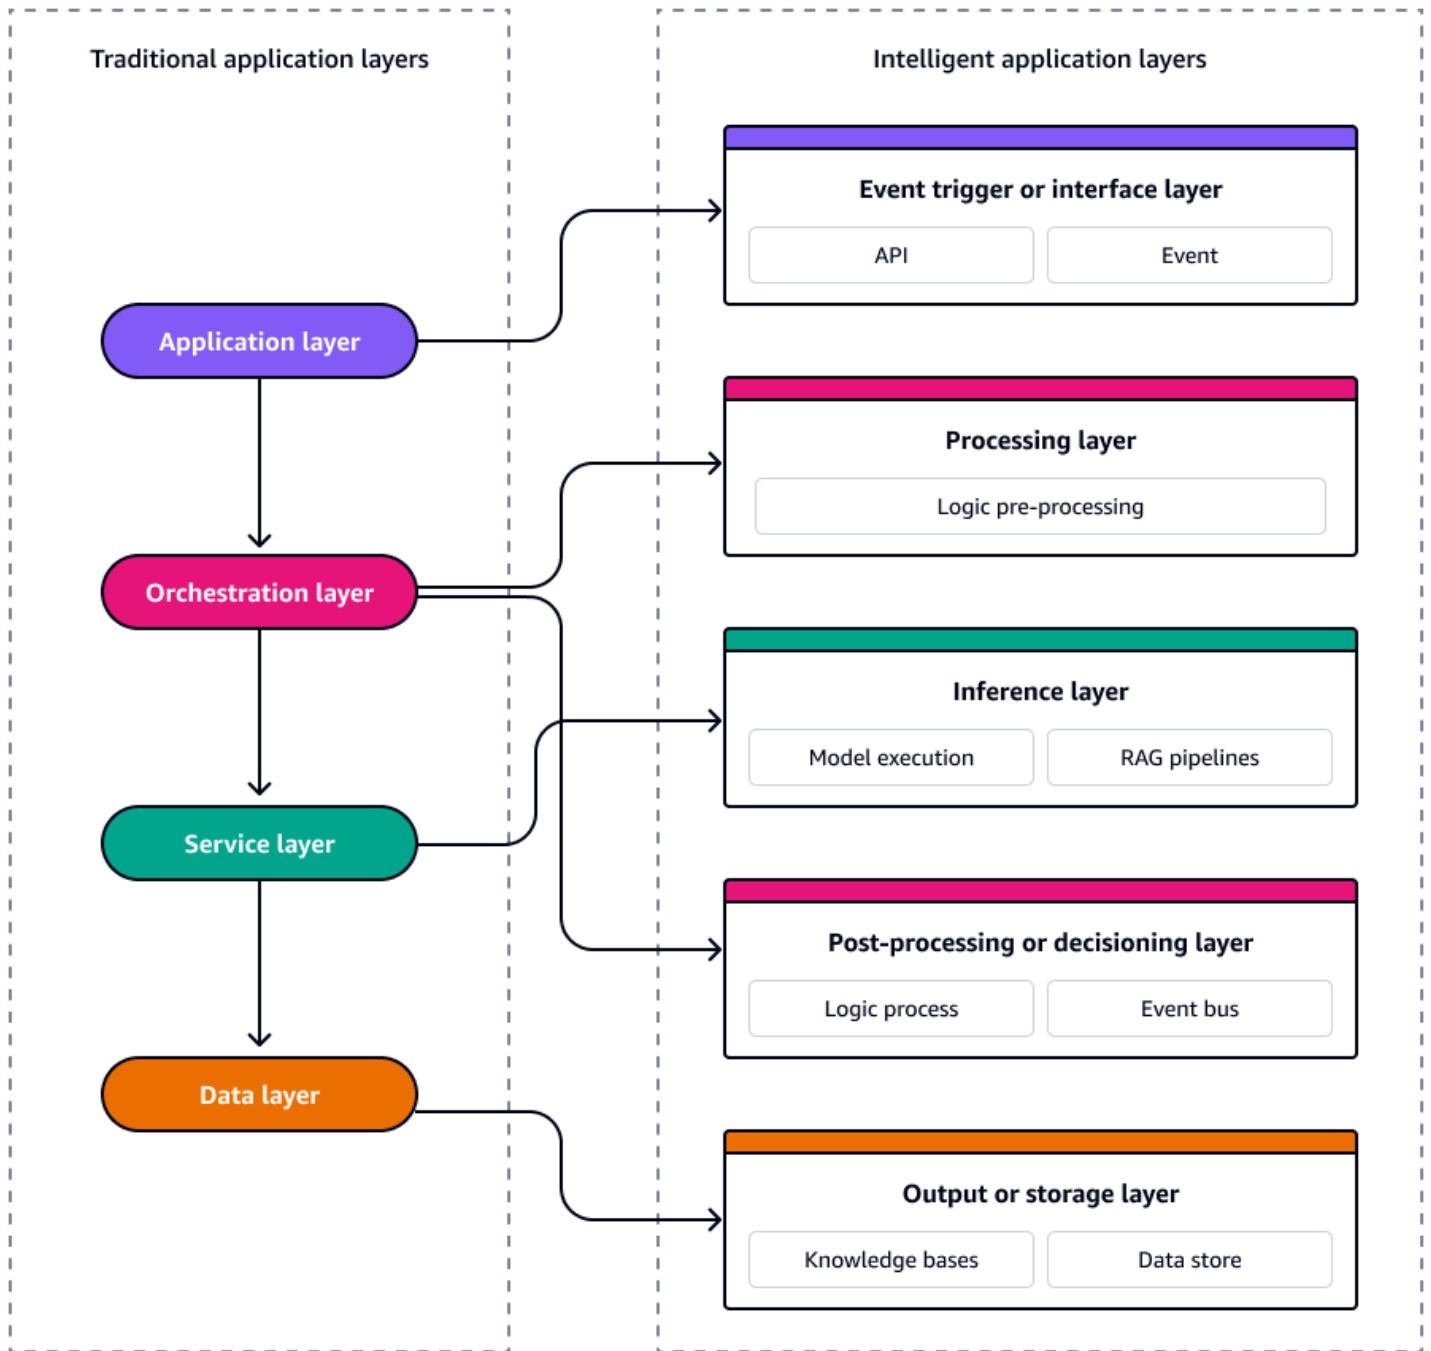 Traditional application layers
Application layer
Orchestration layer
Service layer
Data layer
Intelligent application layers
Event trigger or interface layer
API
Event
Processing layer
Logic pre-processing
Inference layer
Model execution
RAG pipelines
Post-processing or decisioning layer
Logic process
Event bus
Output or storage layer
Knowledge bases
Data store